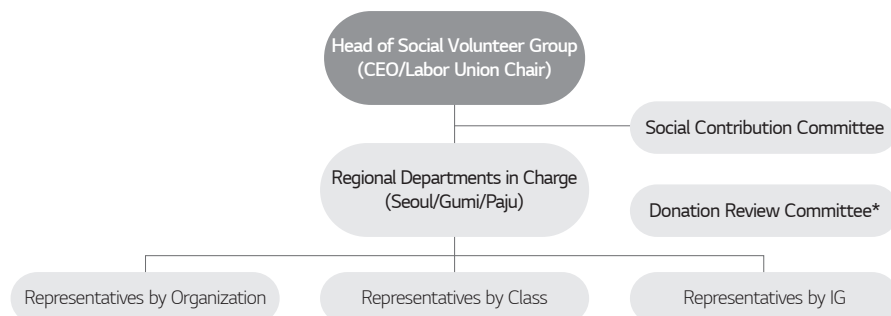 Head of Social Volunteer Group
(CEO/Labor Union Chair)
Social Contribution Committee
Regional Departments in Charge
(Seoul/Gumi/Paju)
Donation Review Committee*
Representatives by Organization
Representatives by Class
Representatives by IG